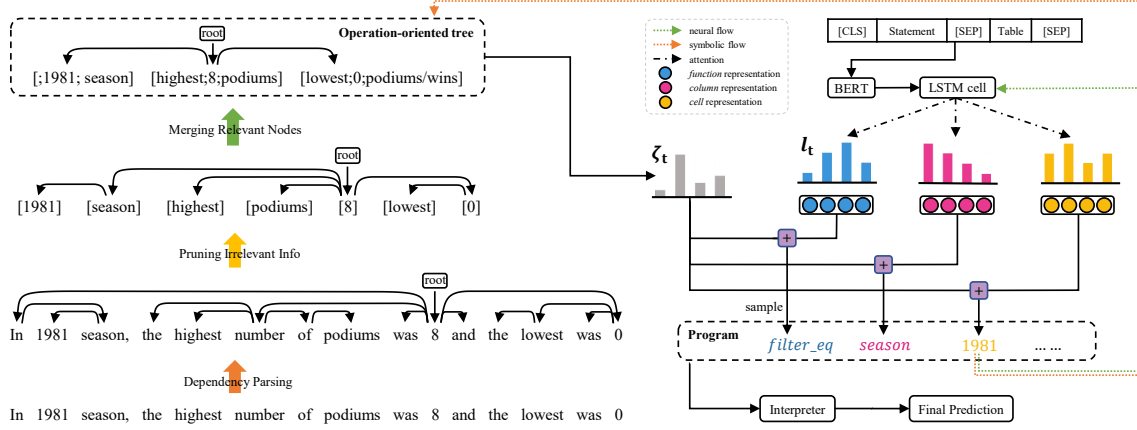 root
Operation-oriented tree
[;1981; season] [highest;8;podiums] [lowest;0;podiums/wins]
Merging Relevant Nodes
root
[1981] [season] [highest] [podiums] [8] [lowest] [0]
Pruning Irrelevant Info
root
In 1981 season, the highest number of podiums was 8 and the lowest was 0
Dependency Parsing
In 1981 season, the highest number of podiums was 8 and the lowest was 0
neural flow
symbolic flow
attention
function representation
column representation
cell representation
[CLS] Statement [SEP] Table [SEP]
BERT LSTM cell
ζt lt
+
+
+
sample
Program
filter_eq season 1981 ... ...
Interpreter Final Prediction